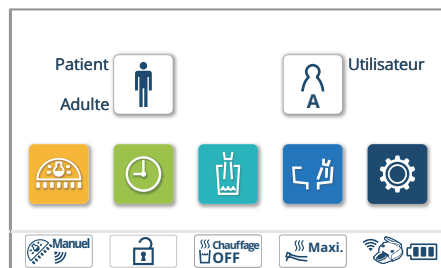 Patient
Utilisateur
Adulte
A
Manuel
Chauffage
OFF
Maxi.